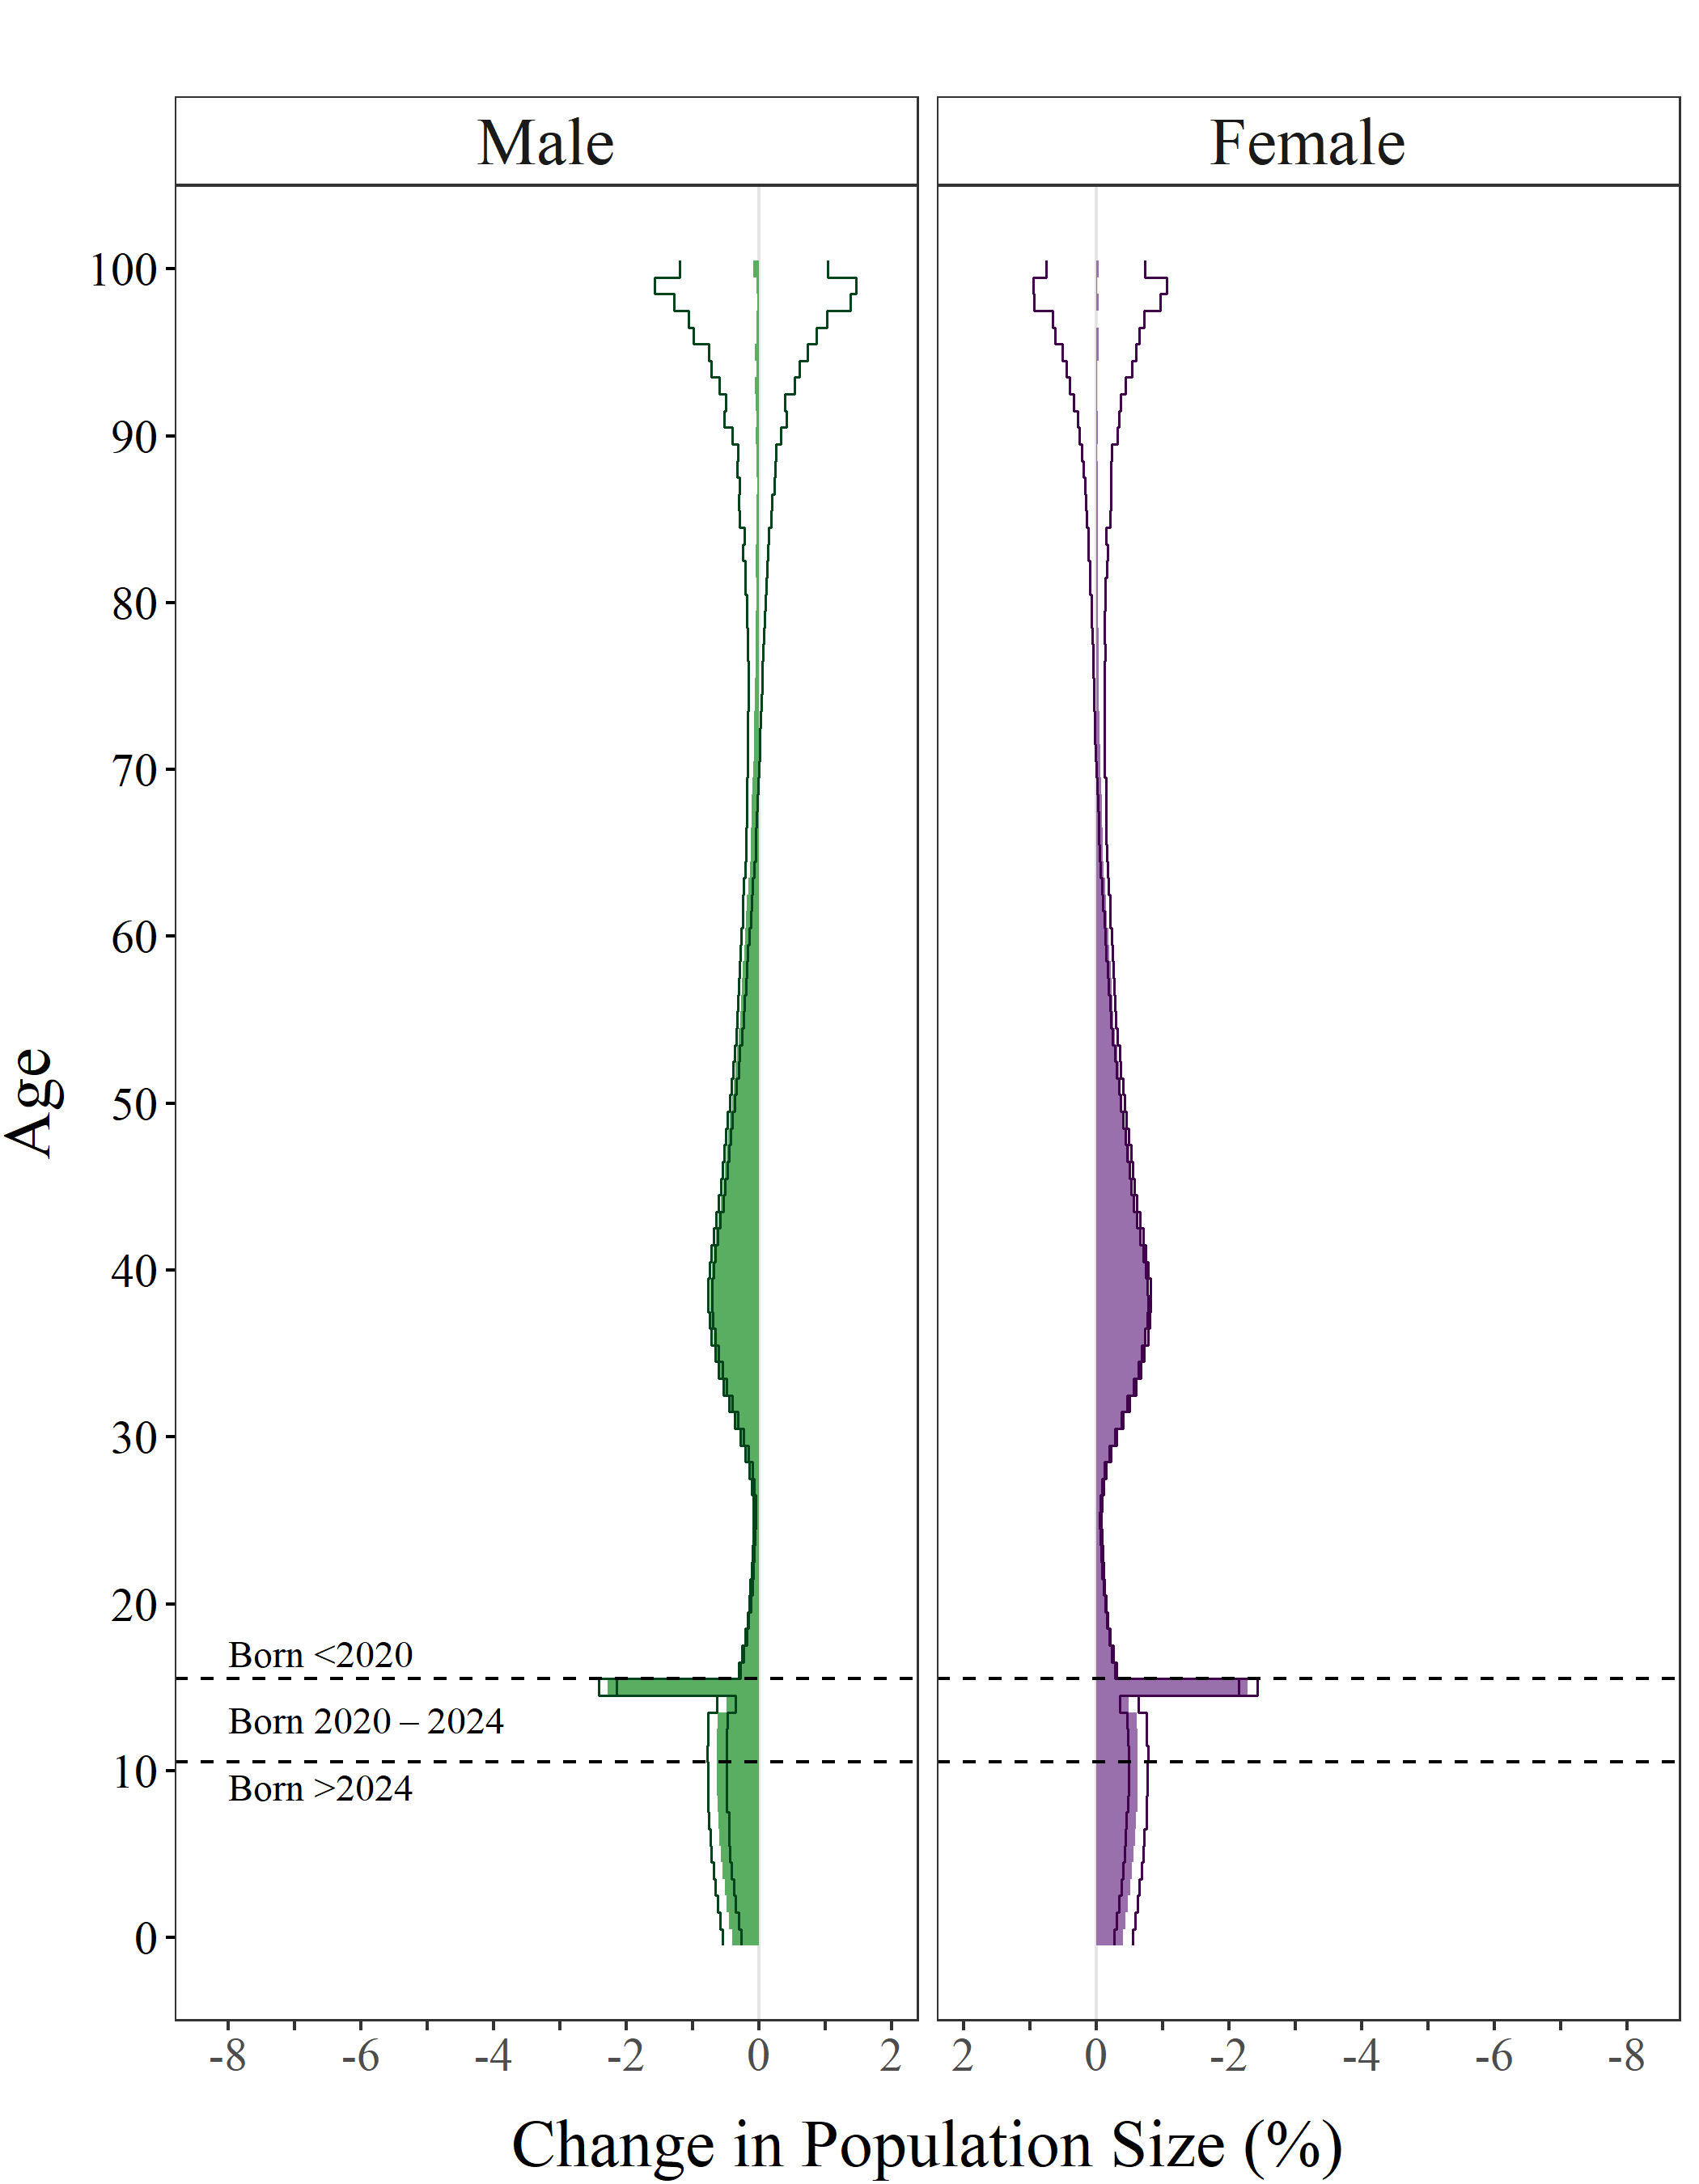 Male
Female
100
90
80
70
60
50
40
30
20
10
0
Age
Born <2020
Born 2020 – 2024
Born >2024
-8 -6 -4 -2 0 2
2 0 -2 -4 -6 -8
Change in Population Size (%)